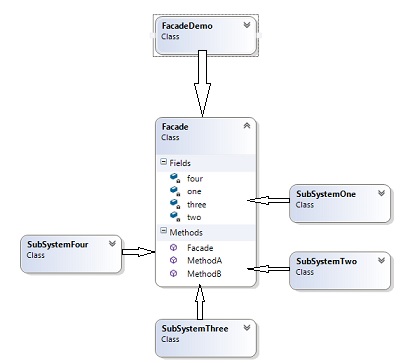 FacadeDemo
Class
Facade
Class
Fields
four
one
three
two
Methods
Facade
MethodA
MethodB
SubSystemOne
Class
SubSystemFour
Class
SubSystemTwo
Class
SubSystemThree
Class